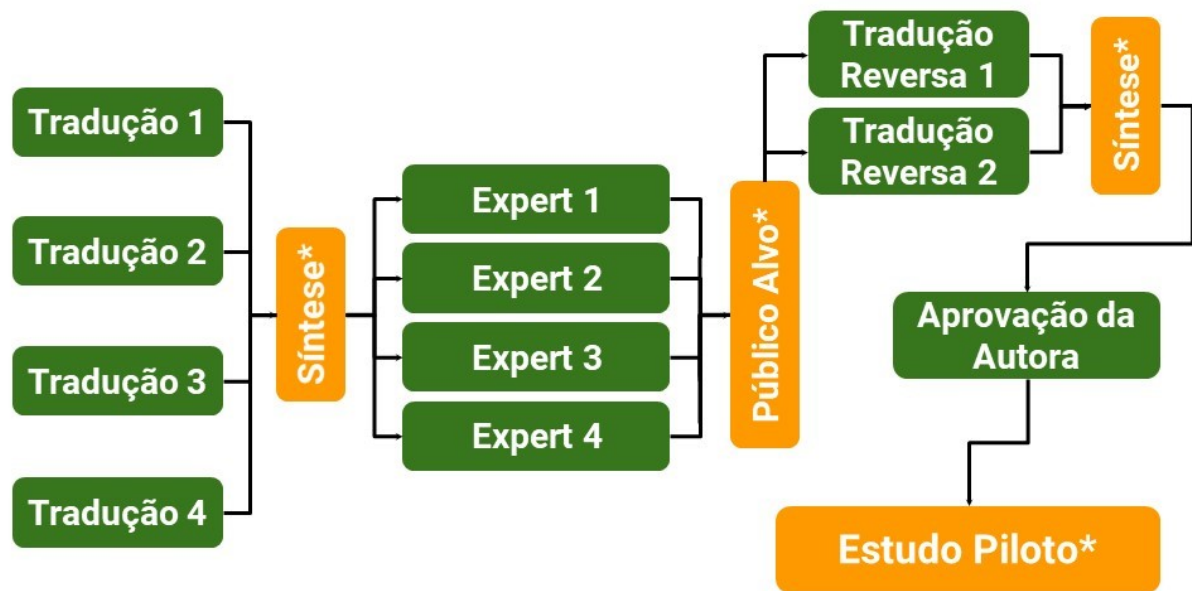 Tradução 1
Tradução 2
Tradução 3
Tradução 4
Síntese*
Expert 1
Expert 2
Expert 3
Expert 4
Público Alvo*
Tradução
Reversa 1
Tradução
Reversa 2
Síntese*
Aprovação da
Autora
Estudo Piloto*